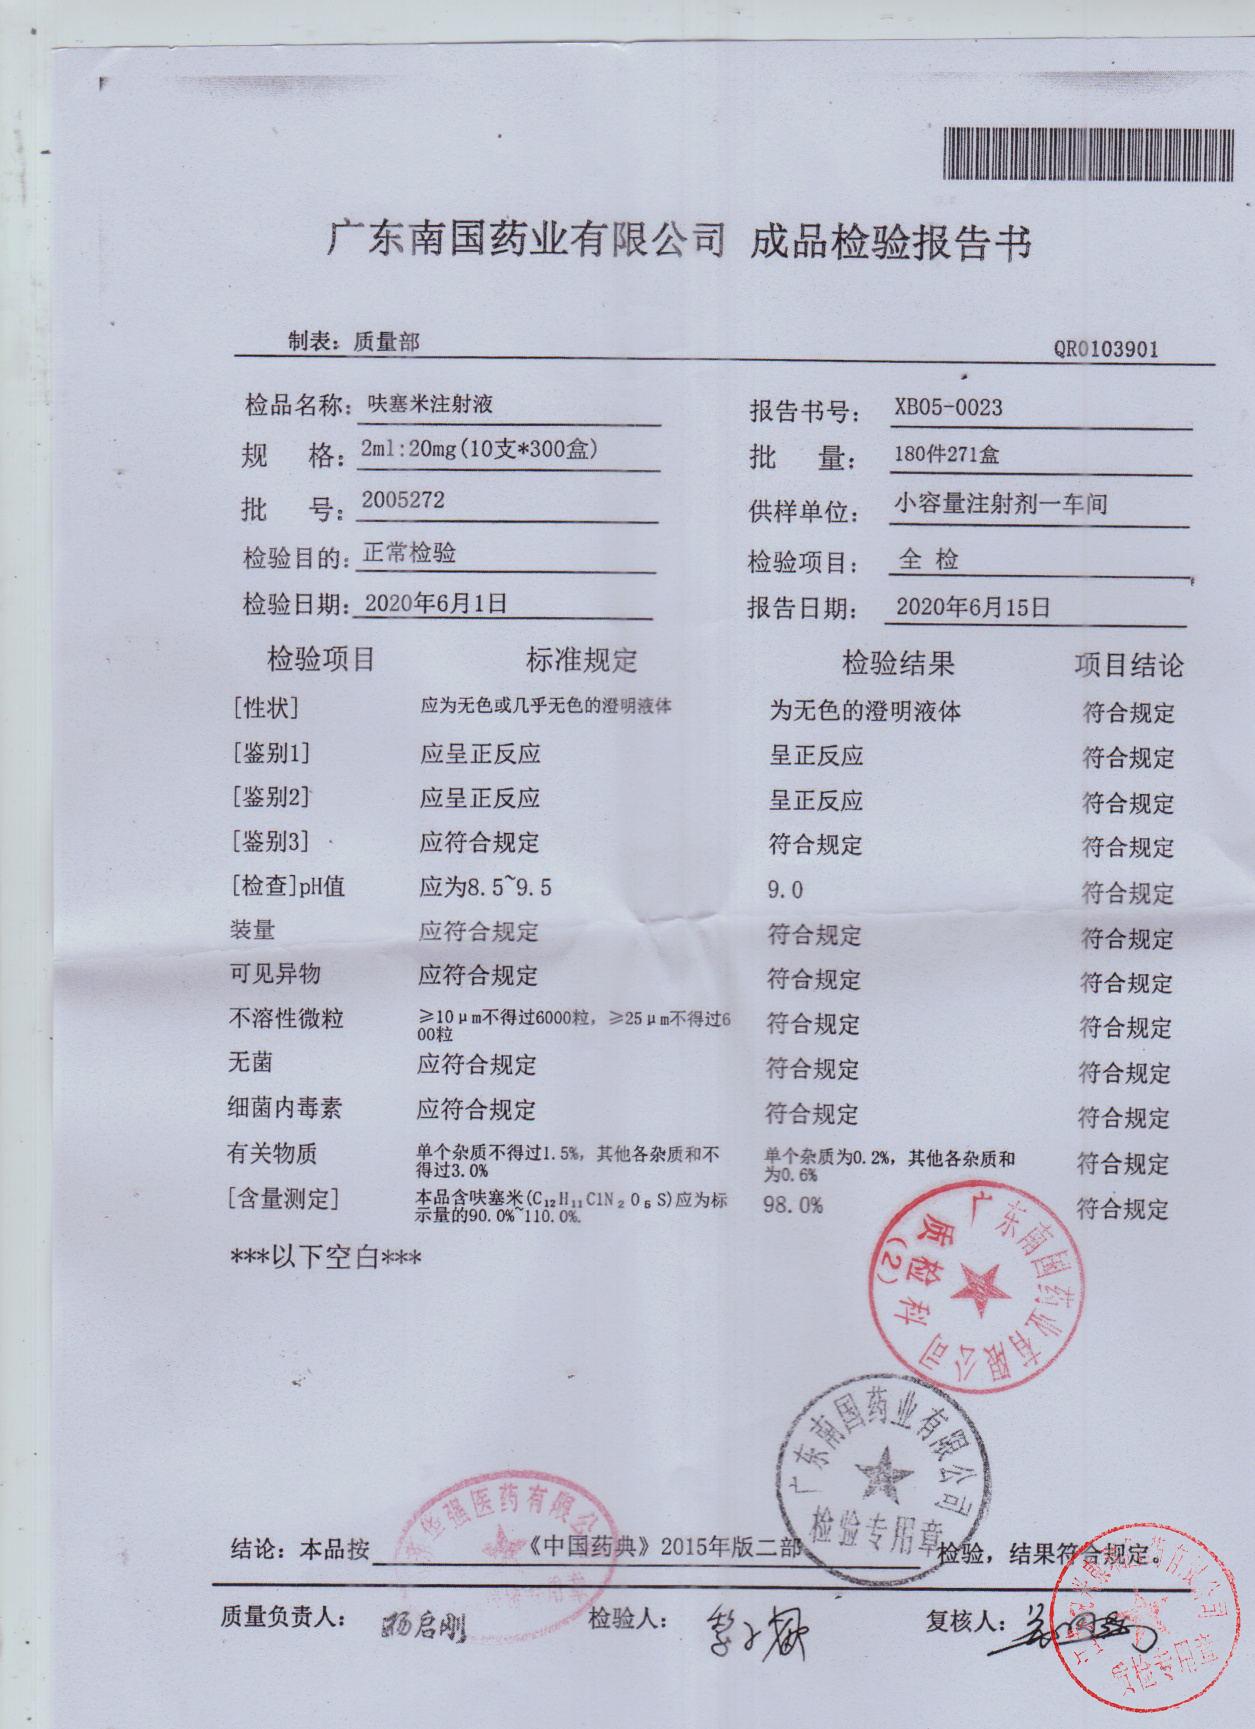 广东南国药业有限公司 成品检验报告书
制表：质量部 QR0103901
检品名称：呋塞米注射液 报告书号：XB05-0023
规 格：2ml:20mg(10支*300盒) 批 量：180件271盒
批 号：2005272 供样单位：小容量注射剂一车间
检验目的：正常检验 检验项目：全 检
检验日期：2020年6月1日 报告日期：2020年6月15日
检验项目 标准规定 检验结果 项目结论
[性状] 应为无色或几乎无色的澄明液体 为无色的澄明液体 符合规定
[鉴别1] 应呈正反应 呈正反应 符合规定
[鉴别2] 应呈正反应 呈正反应 符合规定
[鉴别3] 应符合规定 符合规定 符合规定
[检查]pH值 应为8.5~9.5 9.0 符合规定
装量 应符合规定 符合规定 符合规定
可见异物 应符合规定 符合规定 符合规定
不溶性微粒 ≥10μm不得过6000粒，≥25μm不得过6 符合规定 符合规定
00粒
无菌 应符合规定 符合规定 符合规定
细菌内毒素 应符合规定 符合规定 符合规定
有关物质 单个杂质不得过1.5%，其他各杂质和不 单个杂质为0.2%，其他各杂质和 符合规定
得过3.0% 为0.6%
[含量测定] 本品含呋塞米(C₁₂H₁₁ClN₂O₅S)应为标 98.0% 符合规定
示量的90.0%~110.0%.
***以下空白***
广东南国药业有限公司
质检科
(2)
广东南国药业有限公司
检验专用章
华强医药有限公
结论：本品按 《中国药典》2015年版二部 检验，结果符合规定。
质量负责人：杨启刚 检验人： 复核人：
质检专用章